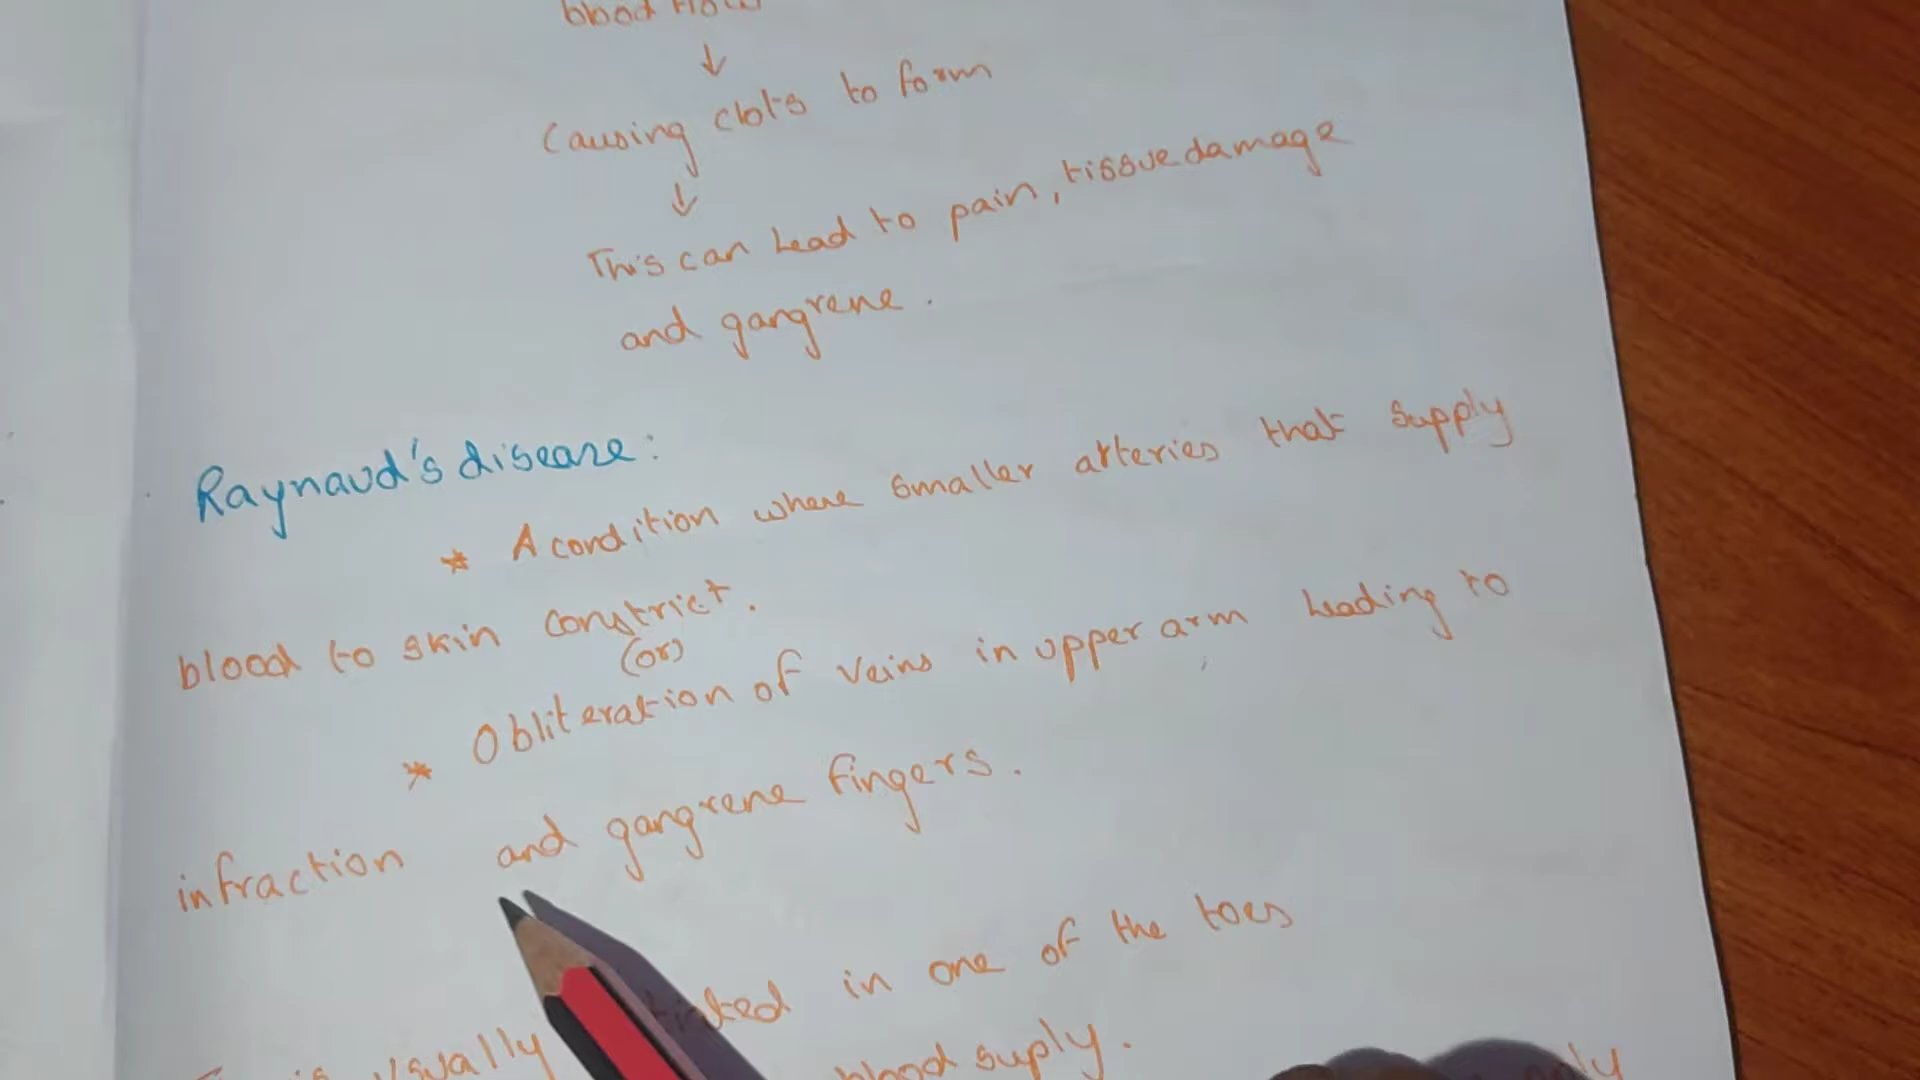 blood flow
↓
Causing clots to form
↓
This can lead to pain, tissue damage
and gangrene.
Raynaud's disease:
* A condition where smaller arteries that supply
blood to skin constrict.
(or)
* Obliteration of veins in upper arm leading to
infraction and gangrene fingers.
in one of the toes
usually
blood suply.